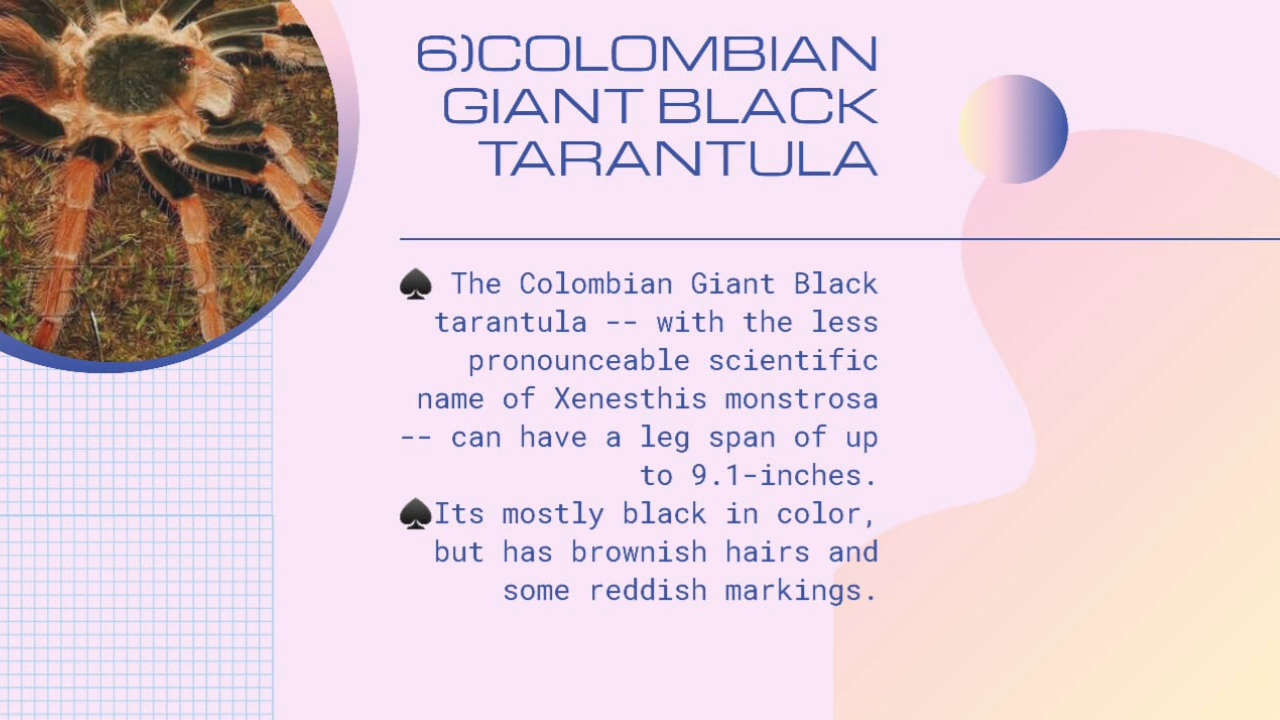 6)COLOMBIAN
GIANT BLACK
TARANTULA
♠ The Colombian Giant Black
tarantula -- with the less
pronounceable scientific
name of Xenesthis monstrosa
-- can have a leg span of up
to 9.1-inches.
♠Its mostly black in color,
but has brownish hairs and
some reddish markings.